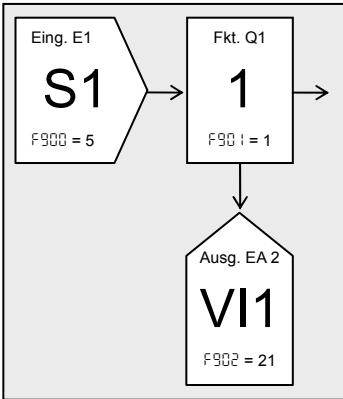 Eing. E1
S1
F900 = 5
Fkt. Q1
1
F901 = 1
Ausg. EA 2
VI1
F902 = 21